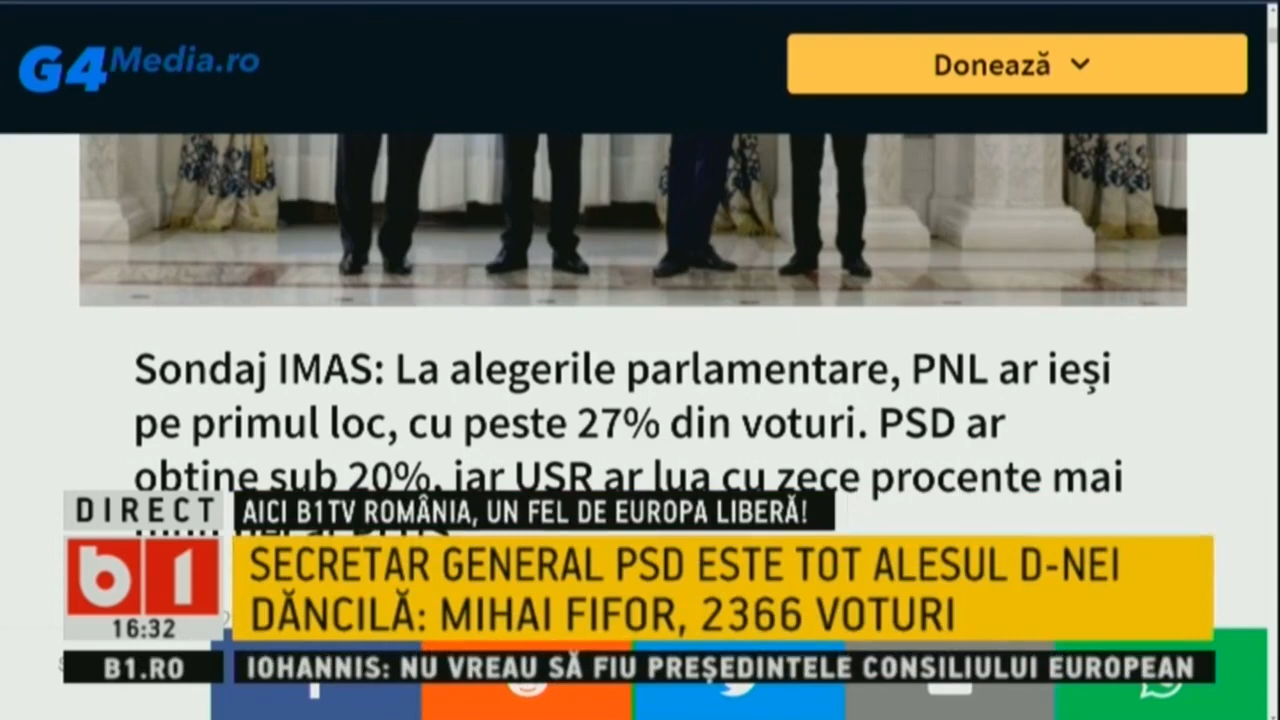 G4Media.ro
Donează
Sondaj IMAS: La alegerile parlamentare, PNL ar ieși
pe primul loc, cu peste 27% din voturi. PSD ar
obține sub 20%, iar USR ar lua cu zece procente mai
DIRECT
AICI B1TV ROMÂNIA, UN FEL DE EUROPA LIBERĂ!
b1
SECRETAR GENERAL PSD ESTE TOT ALESUL D-NEI
DĂNCILĂ: MIHAI FIFOR, 2366 VOTURI
16:32
B1.RO
IOHANNIS: NU VREAU SĂ FIU PREȘEDINTELE CONSILIULUI EUROPEAN